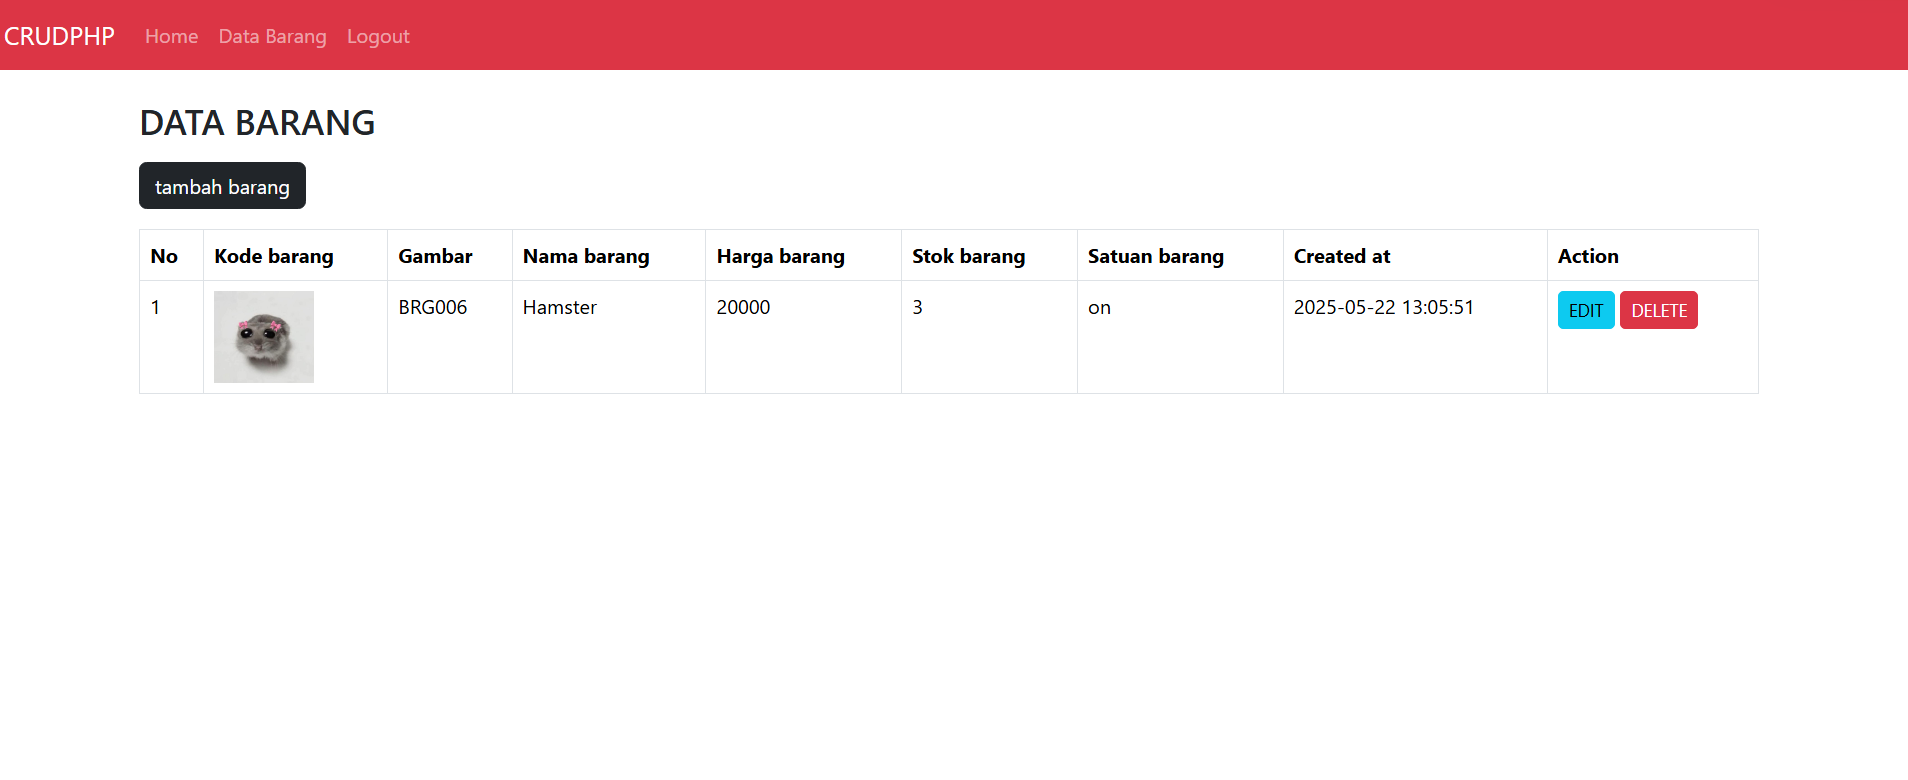 CRUDPHP Home Data Barang Logout
DATA BARANG
tambah barang
No Kode barang Gambar Nama barang Harga barang Stok barang Satuan barang Created at Action
1 BRG006 Hamster 20000 3 on 2025-05-22 13:05:51 EDIT DELETE